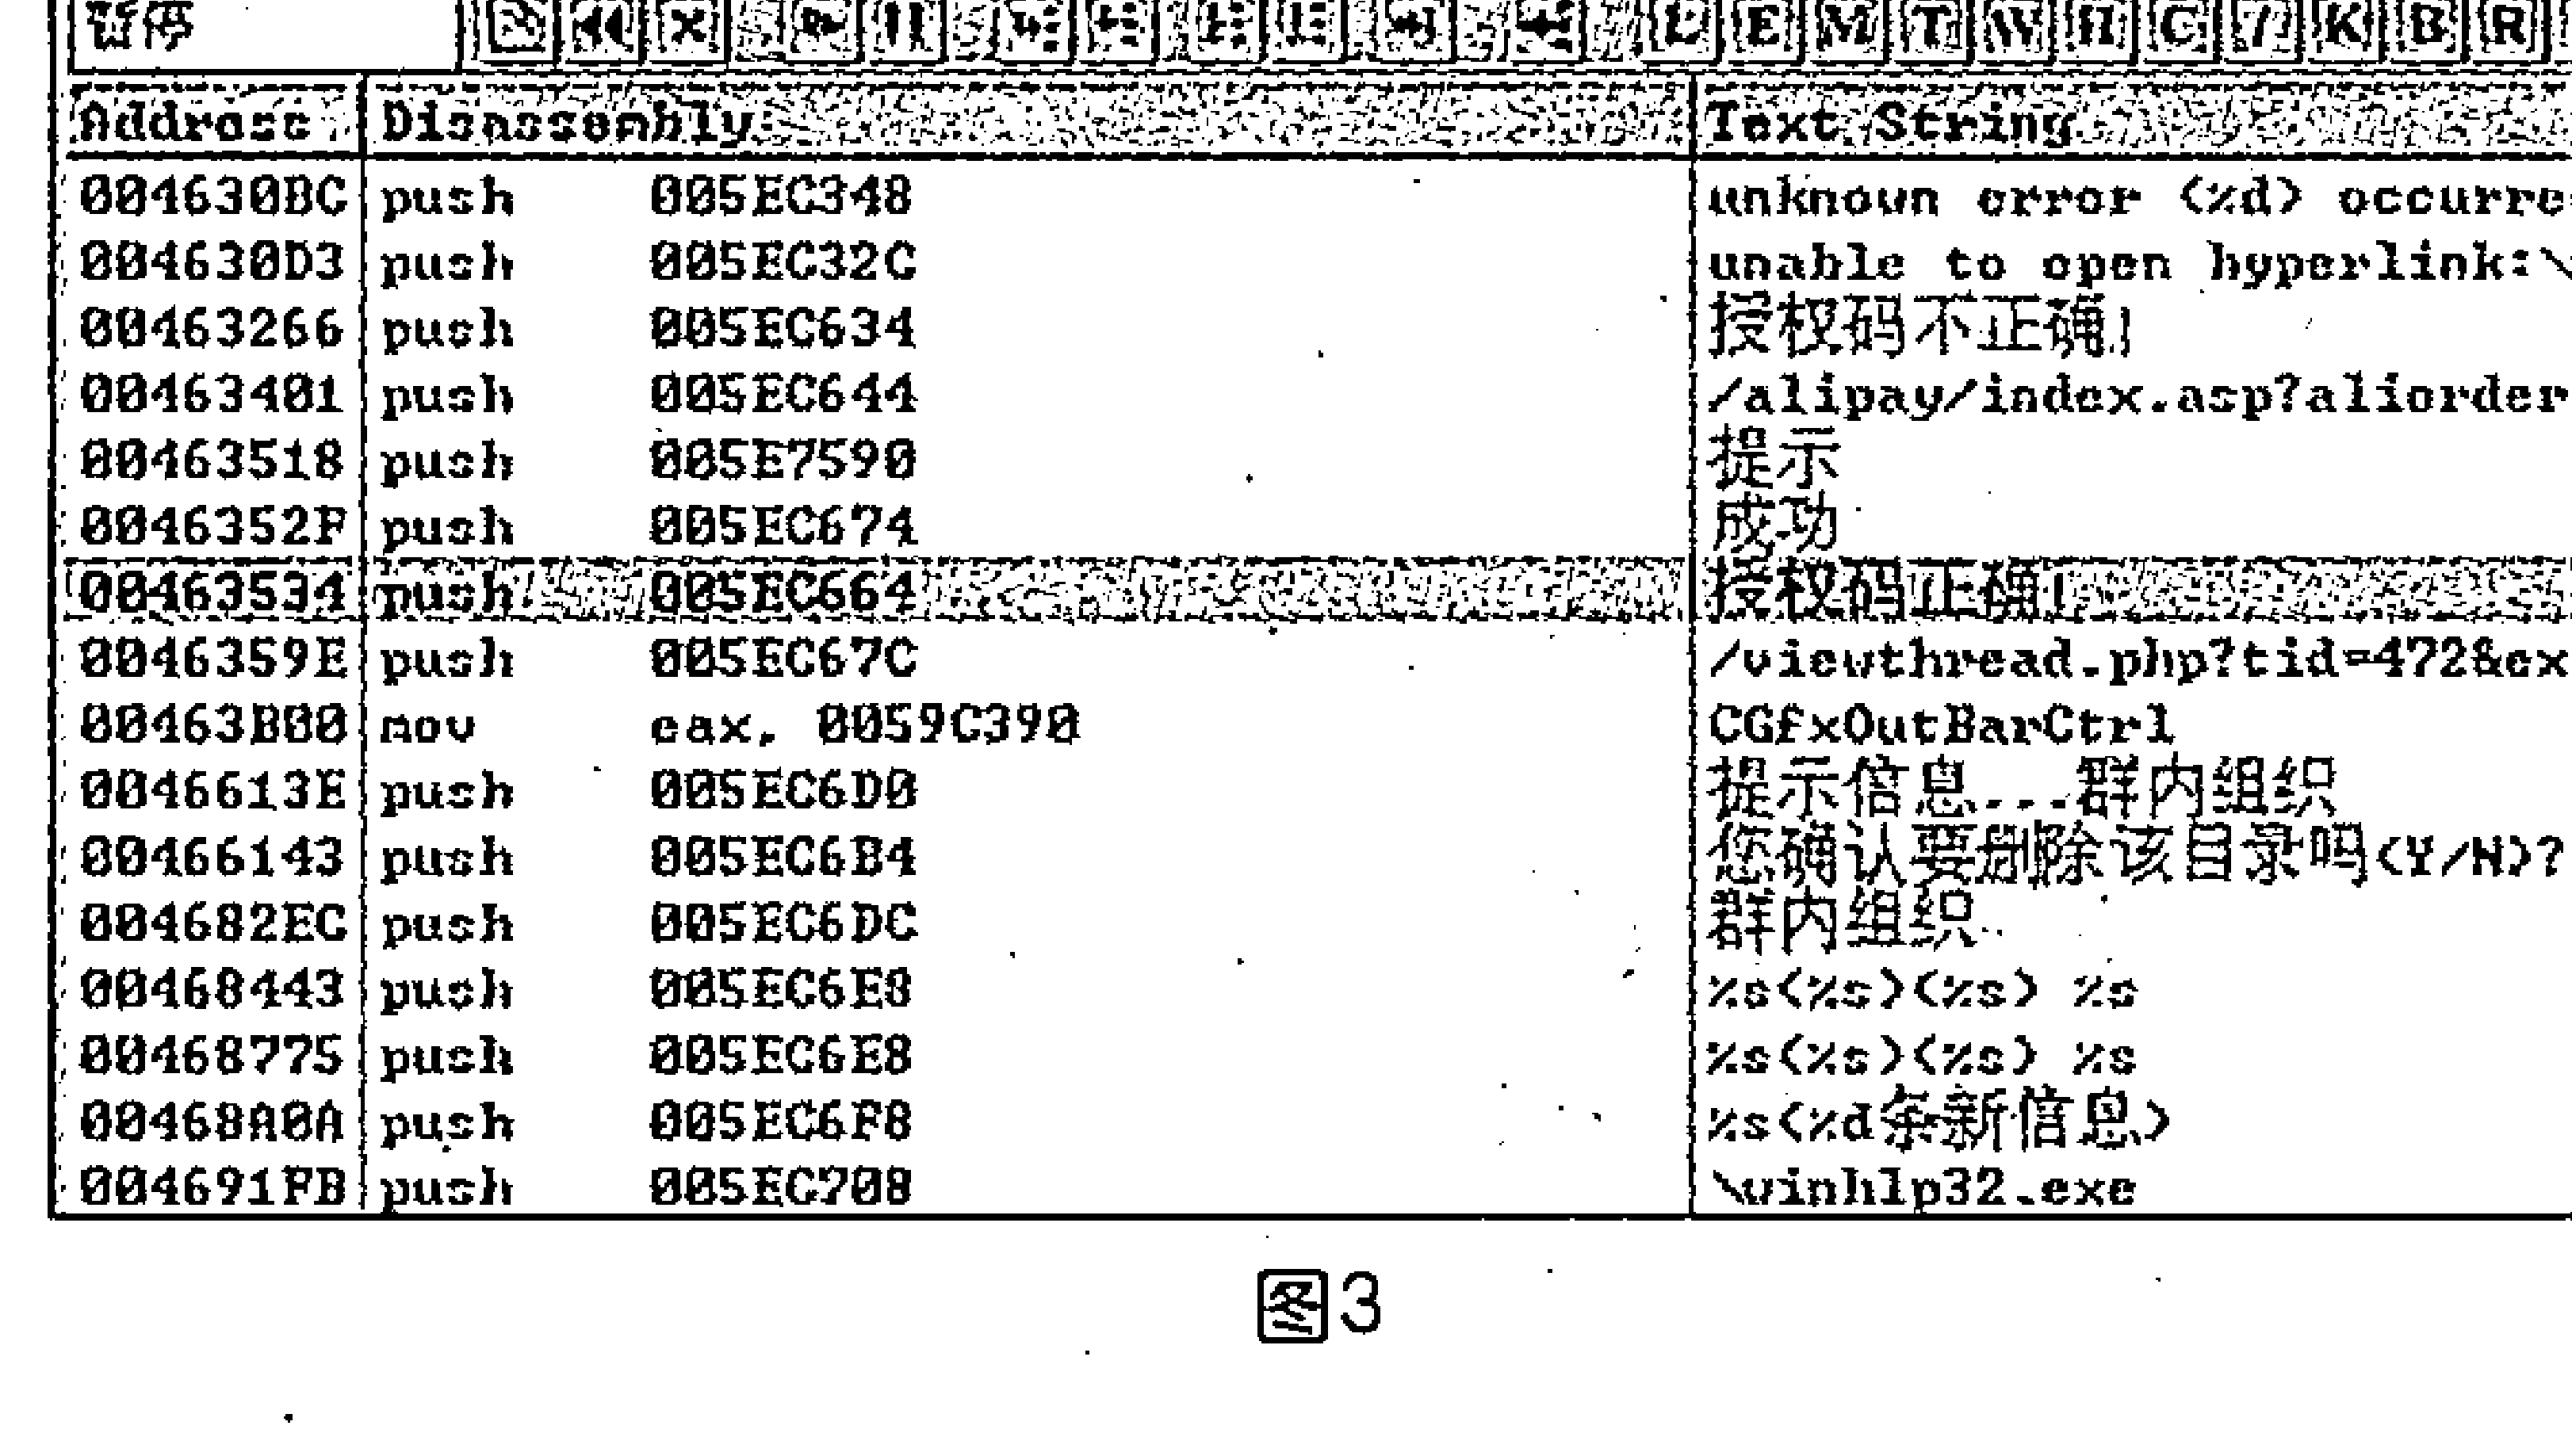 暂停 L E M T W H C / K B R
Address Disassembly Text String
004630BC push 005EC348 unknown error (%d) occurre
004630D3 push 005EC32C unable to open hyperlink:\
00463266 push 005EC634 授权码不正确!
00463401 push 005EC644 /alipay/index.asp?aliorder
00463518 push 005E7590 提示
0046352F push 005EC674 成功
00463534 push 005EC664 授权码正确!
0046359E push 005EC67C /viewthread.php?tid=472&ex
00463B00 mov eax, 0059C390 CGfxOutBarCtrl
0046613E push 005EC6D0 提示信息...群内组织
00466143 push 005EC6B4 您确认要删除该目录吗(Y/N)?
004682EC push 005EC6DC 群内组织
00468443 push 005EC6E8 %s(%s)(%s) %s
00468775 push 005EC6E8 %s(%s)(%s) %s
00468A0A push 005EC6F8 %s(%d条新信息)
004691FB push 005EC708 \winhlp32.exe
图3